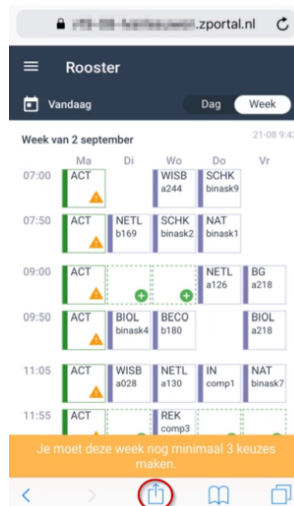 .zportal.nl
Rooster
Vandaag
Dag
Week
Week van 2 september
21-08 9:42
Ma Di Wo Do Vr
07:00 ACT WISB SCHK
a244 binask9
07:50 ACT NETL SCHK NAT
b169 binask2 binask1
09:00 ACT NETL BG
a126 a218
09:50 ACT BIOL BECO BIOL
binask4 b180 a218
11:05 ACT WISB NETL IN NAT
a028 a130 comp1 binask7
11:55 ACT REK
comp3
Je moet deze week nog minimaal 3 keuzes
maken.